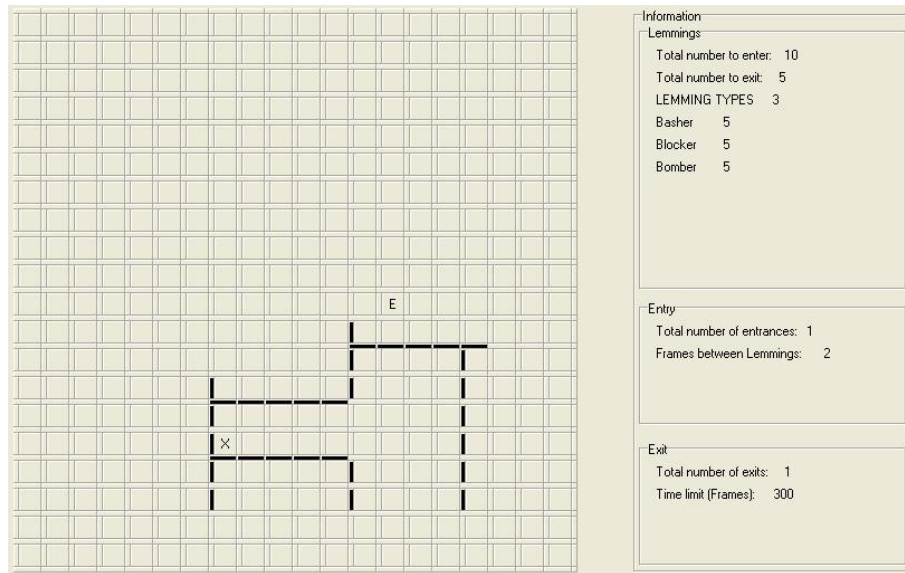 Information
Lemmings
Total number to enter: 10
Total number to exit: 5
LEMMING TYPES 3
Basher 5
Blocker 5
Bomber 5
E
Entry
Total number of entrances: 1
Frames between Lemmings: 2
X
Exit
Total number of exits: 1
Time limit (Frames): 300